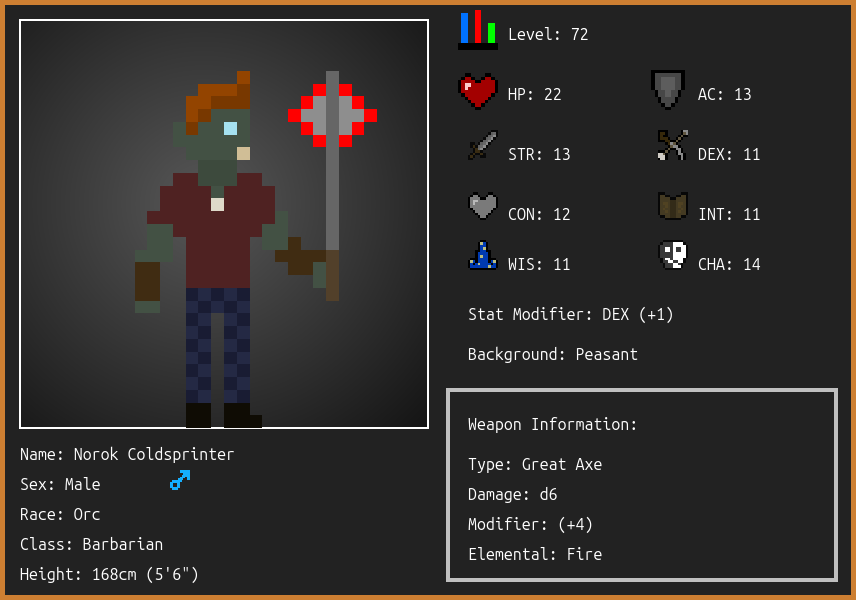 Level: 72
HP: 22
AC: 13
STR: 13
DEX: 11
CON: 12
INT: 11
WIS: 11
CHA: 14
Stat Modifier: DEX (+1)
Background: Peasant
Weapon Information:
Type: Great Axe
Damage: d6
Modifier: (+4)
Elemental: Fire
Name: Norok Coldsprinter
Sex: Male
Race: Orc
Class: Barbarian
Height: 168cm (5'6")